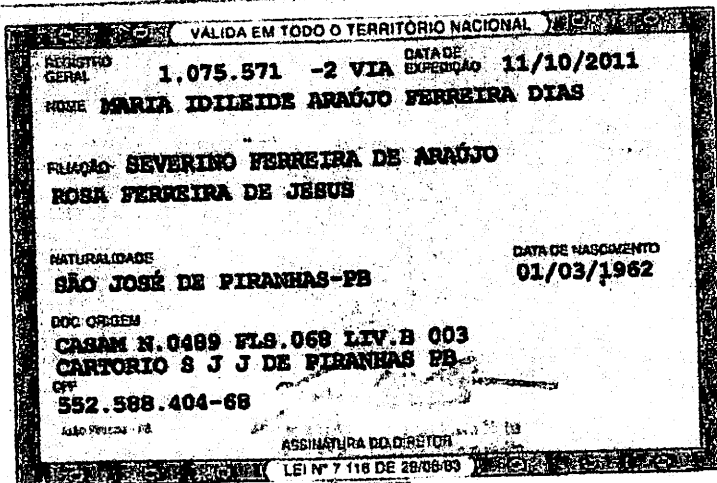 VÁLIDA EM TODO O TERRITÓRIO NACIONAL
REGISTRO GERAL 1.075.571 -2 VIA DATA DE EXPEDIÇÃO 11/10/2011
NOME MARIA IDILEIDE ARAÚJO FERREIRA DIAS
FILIAÇÃO SEVERINO FERREIRA DE ARAÚJO
ROSA FERREIRA DE JESUS
NATURALIDADE DATA DE NASCIMENTO
SÃO JOSÉ DE PIRANHAS-PB 01/03/1962
DOC. ORIGEM
CASAM N.0489 FLS.068 LIV.B 003
CARTORIO S J J DE PIRANHAS PB
CPF
552.588.404-68
João Pessoa - PB
ASSINATURA DO DIRETOR
LEI Nº 7.116 DE 29/08/83